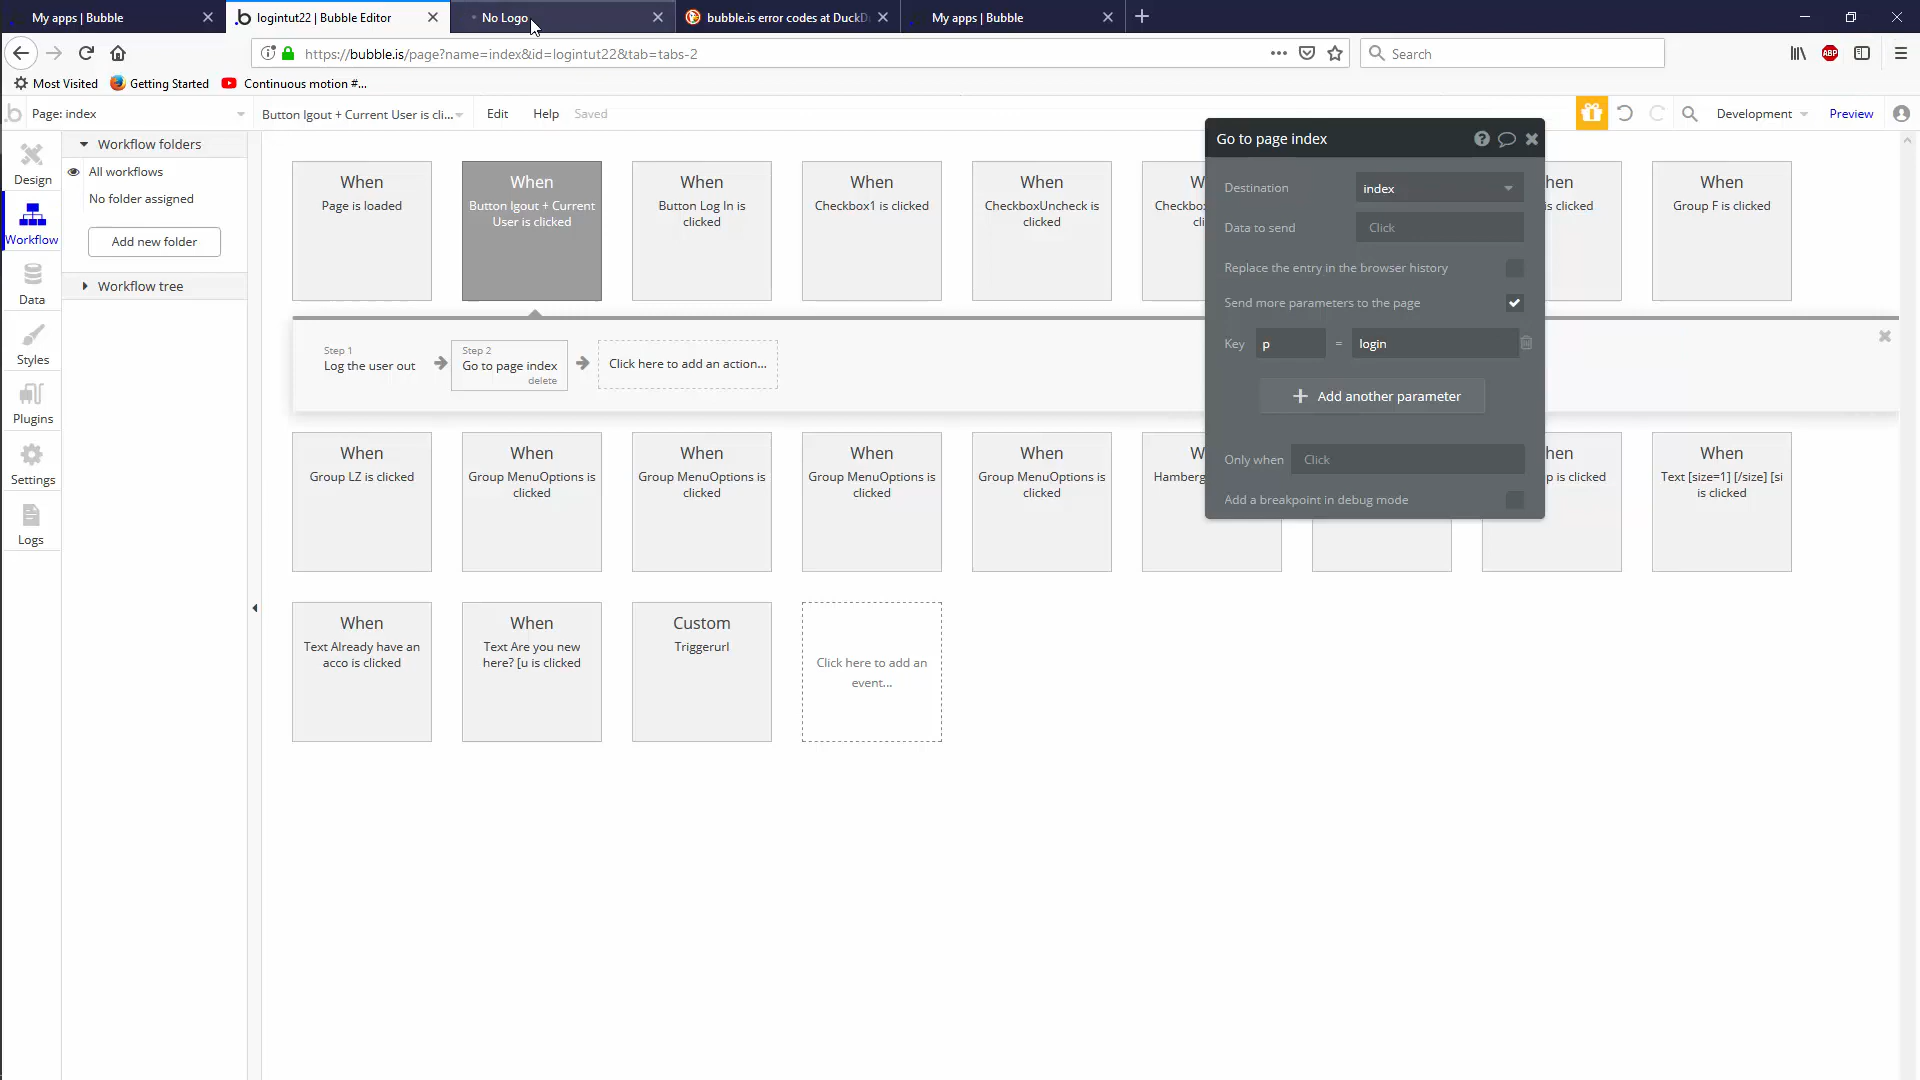 My apps | Bubble
logintut22 | Bubble Editor
No Logo
bubble.is error codes at DuckD
My apps | Bubble
https://bubble.is/page?name=index&id=logintut22&tab=tabs-2
Search
ABP
Most Visited
Getting Started
Continuous motion #...
Page: index
Button lgout + Current User is cli...
Edit
Help
Saved
Development
Preview
Design
Workflow
Data
Styles
Plugins
Settings
Logs
Workflow folders
All workflows
No folder assigned
Add new folder
Workflow tree
When
Page is loaded
When
Button lgout + Current
User is clicked
When
Button Log In is
clicked
When
Checkbox1 is clicked
When
CheckboxUncheck is
clicked
Checkbo
is clicked
When
Group F is clicked
Step 1
Log the user out
Step 2
Go to page index
delete
Click here to add an action...
Go to page index
Destination
index
Data to send
Click
Replace the entry in the browser history
Send more parameters to the page
Key
p
=
login
Add another parameter
Only when
Click
Add a breakpoint in debug mode
When
Group LZ is clicked
When
Group MenuOptions is
clicked
When
Group MenuOptions is
clicked
When
Group MenuOptions is
clicked
When
Group MenuOptions is
clicked
Hamberg
p is clicked
When
Text [size=1] [/size] [si
is clicked
When
Text Already have an
acco is clicked
When
Text Are you new
here? [u is clicked
Custom
Triggerurl
Click here to add an
event...